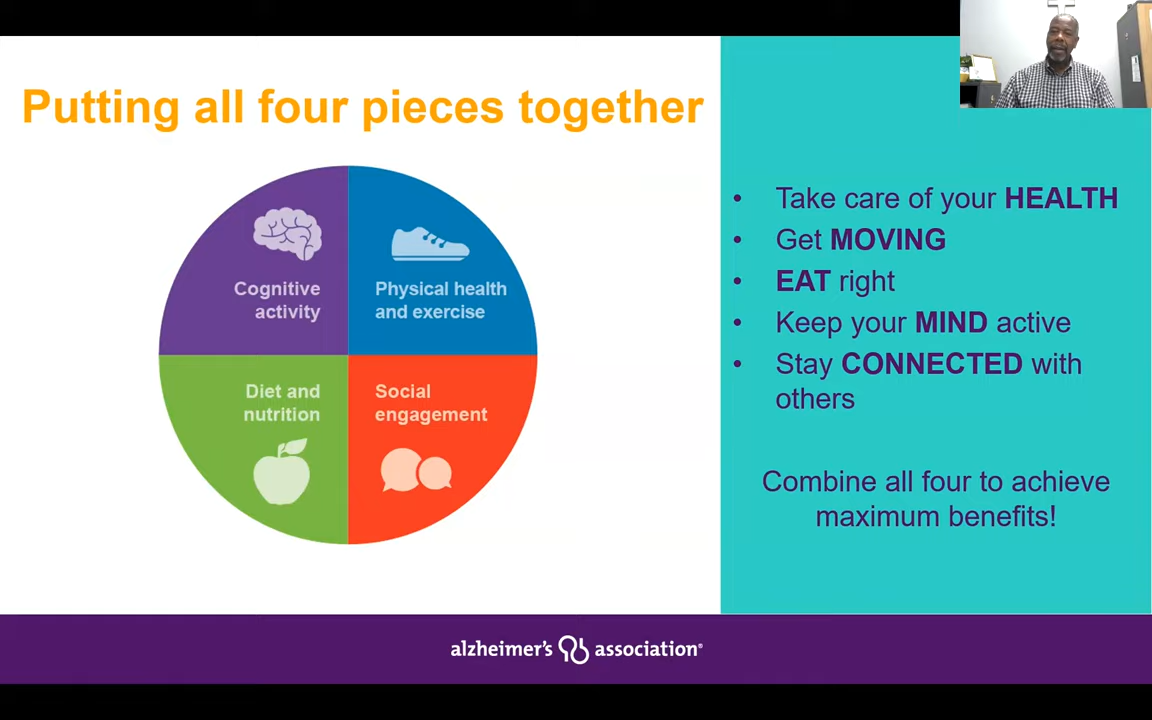 Putting all four pieces together
Cognitive
activity
Physical health
and exercise
Diet and
nutrition
Social
engagement
• Take care of your HEALTH
• Get MOVING
• EAT right
• Keep your MIND active
• Stay CONNECTED with
others
Combine all four to achieve
maximum benefits!
alzheimer's association®